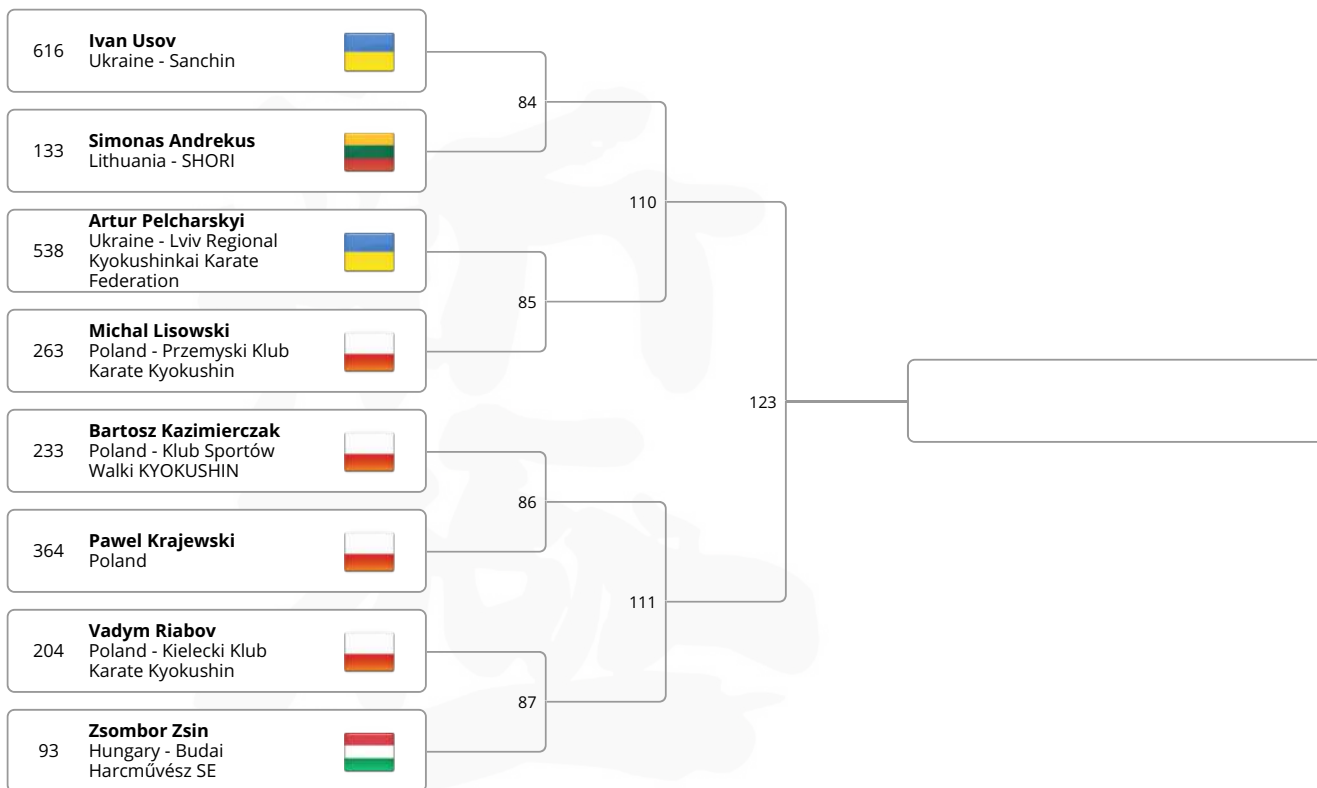 616
Ivan Usov
Ukraine - Sanchin
84
133
Simonas Andrekus
Lithuania - SHORI
110
538
Artur Pelcharskyi
Ukraine - Lviv Regional
Kyokushinkai Karate
Federation
85
263
Michal Lisowski
Poland - Przemyski Klub
Karate Kyokushin
123
233
Bartosz Kazimierczak
Poland - Klub Sportów
Walki KYOKUSHIN
86
364
Pawel Krajewski
Poland
111
204
Vadym Riabov
Poland - Kielecki Klub
Karate Kyokushin
87
93
Zsombor Zsin
Hungary - Budai
Harcművész SE